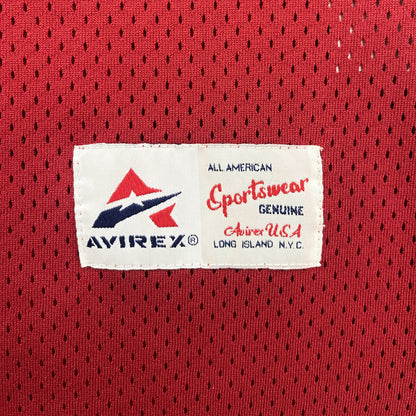 AVIREX®
ALL AMERICAN
Sportswear
GENUINE
Avirex U.S.A
LONG ISLAND N.Y.C.